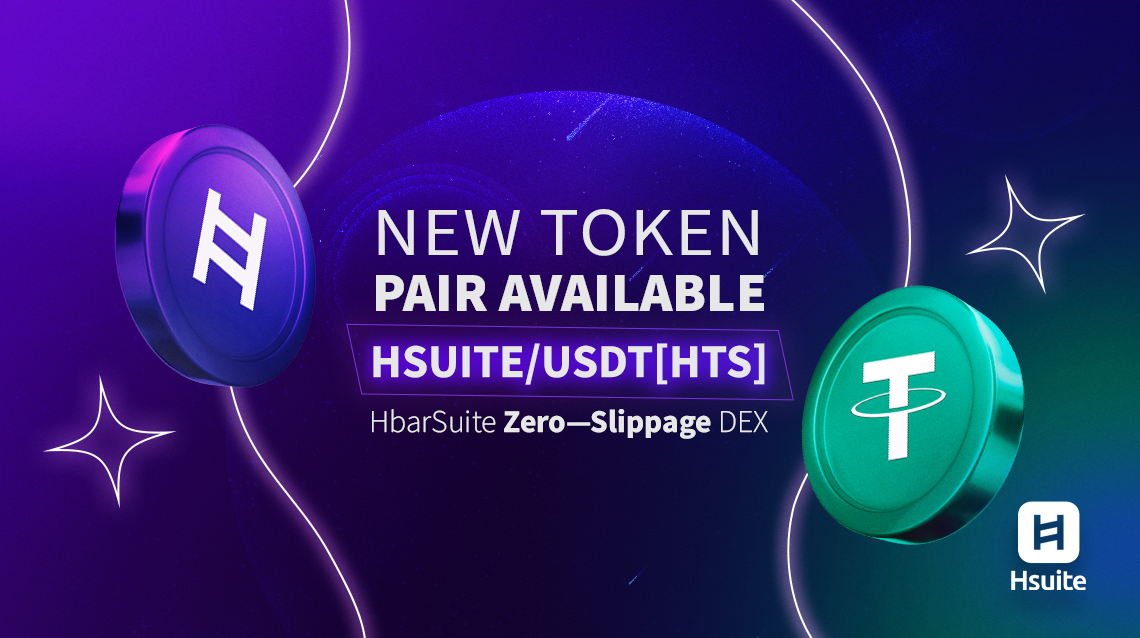 NEW TOKEN
PAIR AVAILABLE
HSUITE/USDT[HTS]
HbarSuite Zero—Slippage DEX
Hsuite